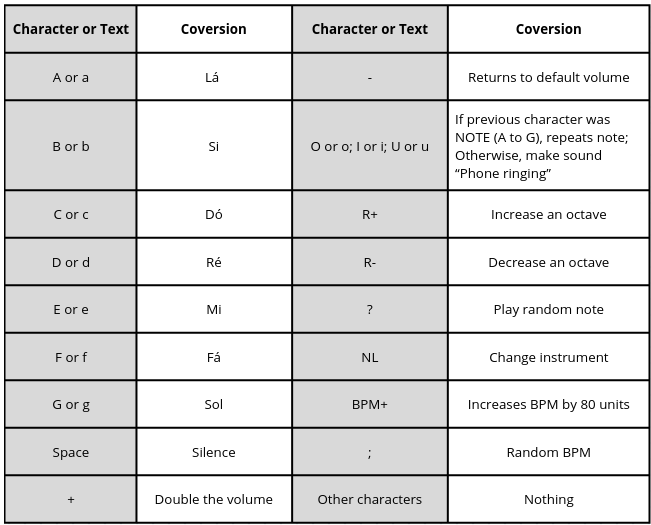 Character or Text Coversion Character or Text Coversion
A or a Lá - Returns to default volume
B or b Si O or o; I or i; U or u If previous character was
NOTE (A to G), repeats note;
Otherwise, make sound
“Phone ringing”
C or c Dó R+ Increase an octave
D or d Ré R- Decrease an octave
E or e Mi ? Play random note
F or f Fá NL Change instrument
G or g Sol BPM+ Increases BPM by 80 units
Space Silence ; Random BPM
+ Double the volume Other characters Nothing